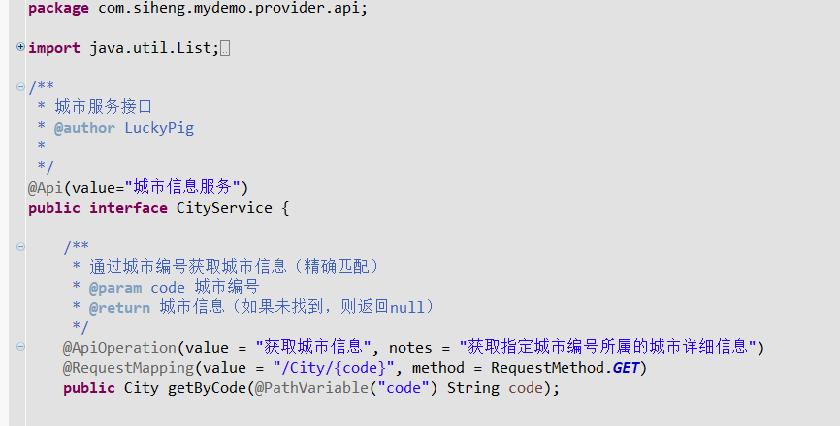 package com.siheng.mydemo.provider.api;
import java.util.List;
/**
 * 城市服务接口
 * @author LuckyPig
 *
 */
@Api(value="城市信息服务")
public interface CityService {
    /**
     * 通过城市编号获取城市信息（精确匹配）
     * @param code 城市编号
     * @return 城市信息（如果未找到，则返回null）
     */
    @ApiOperation(value = "获取城市信息", notes = "获取指定城市编号所属的城市详细信息")
    @RequestMapping(value = "/City/{code}", method = RequestMethod.GET)
    public City getByCode(@PathVariable("code") String code);